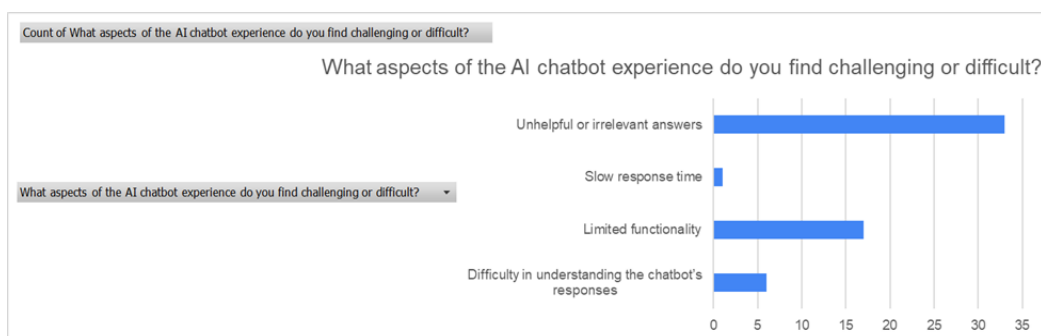 Count of What aspects of the AI chatbot experience do you find challenging or difficult?
What aspects of the AI chatbot experience do you find challenging or difficult?
Unhelpful or irrelevant answers
Slow response time
What aspects of the AI chatbot experience do you find challenging or difficult?
Limited functionality
Difficulty in understanding the chatbot's
responses
0 5 10 15 20 25 30 35